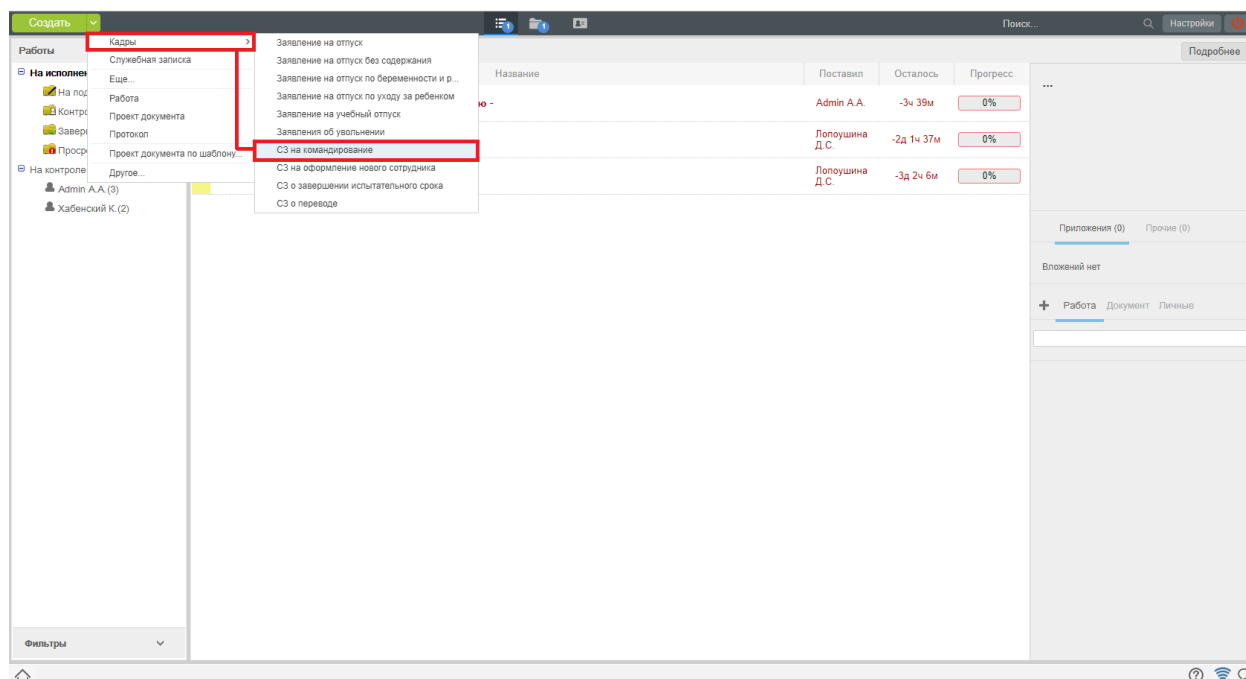 Создать
1
1
Поиск...
Настройки
Работы
Подробнее
Кадры
Служебная записка
Еще...
Работа
Проект документа
Протокол
Проект документа по шаблону...
Другое...
Заявление на отпуск
Заявление на отпуск без содержания
Заявление на отпуск по беременности и р...
Заявление на отпуск по уходу за ребенком
Заявление на учебный отпуск
Заявления об увольнении
СЗ на командирование
СЗ на оформление нового сотрудника
СЗ о завершении испытательного срока
СЗ о переводе
На исполнен
На под
Контро
Завер
Просро
На контроле
Admin A.A.(3)
Хабенский К.(2)
Название Поставил Осталось Прогресс
ю - Admin A.A. -3ч 39м 0%
Лопоушина
Д.С. -2д 1ч 37м 0%
Лопоушина
Д.С. -3д 2ч 6м 0%
...
Приложения (0) Прочие (0)
Вложений нет
Работа Документ Личные
Фильтры